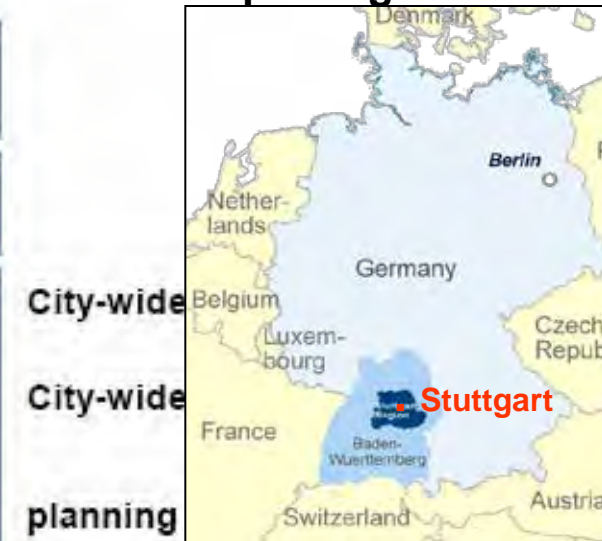 Denmark
Berlin
Nether-
lands
Germany
City-wide
Belgium
Luxem-
bourg
Czech
Repub
City-wide
Stuttgart
Region
France
Baden-
Wuerttemberg
planning
Switzerland
Austria